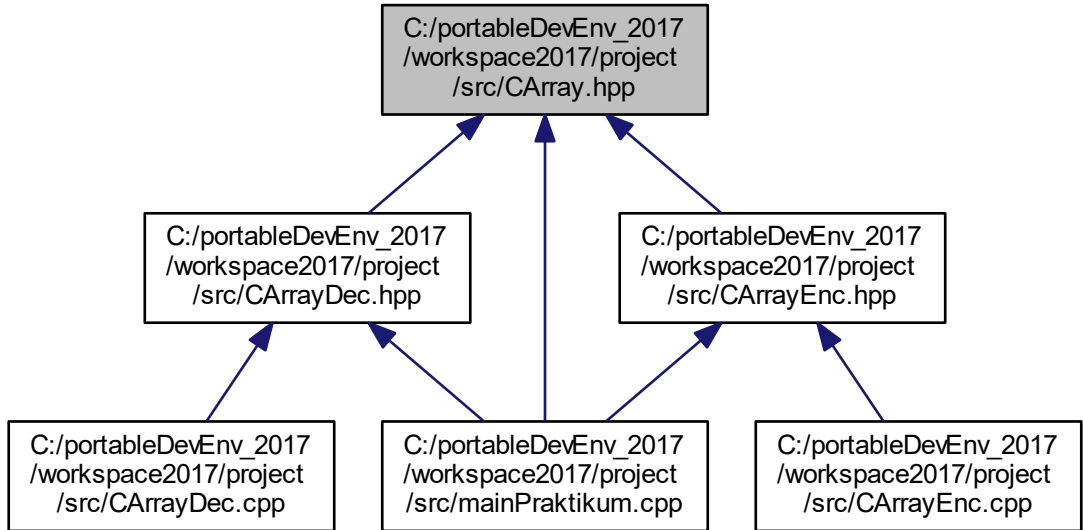 C:/portableDevEnv_2017
/workspace2017/project
/src/CArray.hpp
C:/portableDevEnv_2017
/workspace2017/project
/src/CArrayDec.hpp
C:/portableDevEnv_2017
/workspace2017/project
/src/CArrayEnc.hpp
C:/portableDevEnv_2017
/workspace2017/project
/src/CArrayDec.cpp
C:/portableDevEnv_2017
/workspace2017/project
/src/mainPraktikum.cpp
C:/portableDevEnv_2017
/workspace2017/project
/src/CArrayEnc.cpp